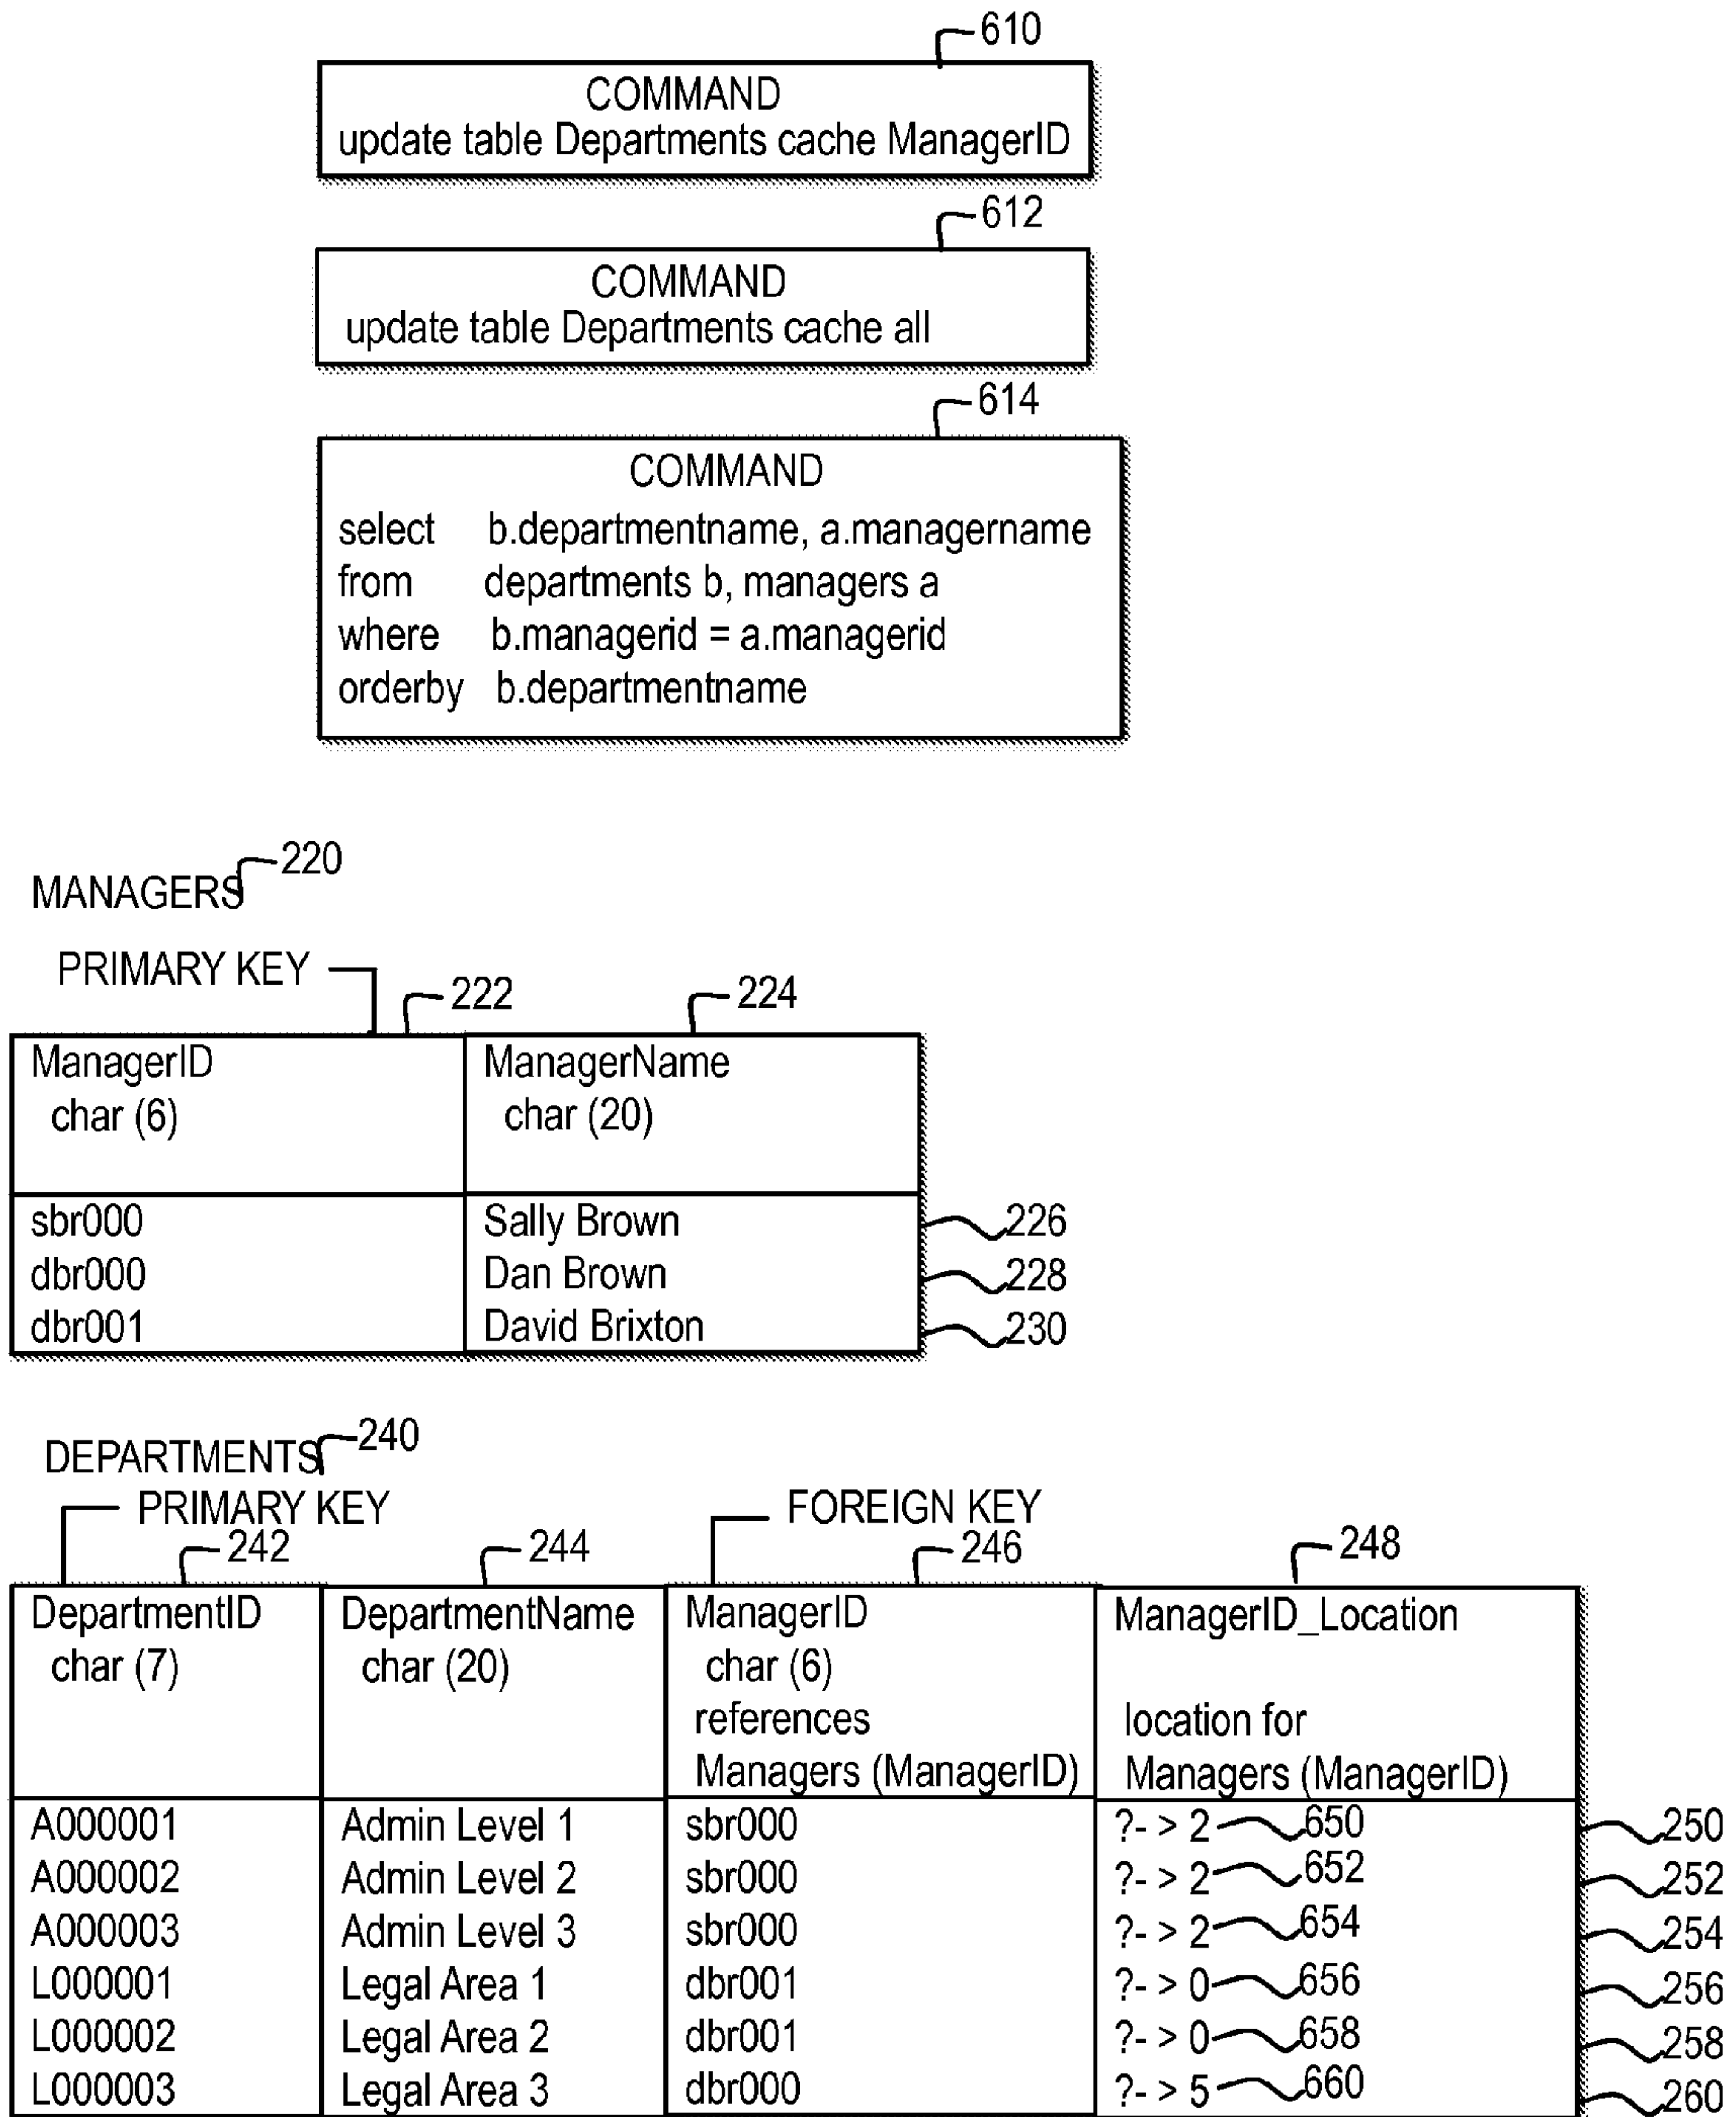 610
COMMAND
update table Departments cache ManagerID
612
COMMAND
update table Departments cache all
614
COMMAND
select b.departmentname, a.managername
from departments b, managers a
where b.managerid = a.managerid
orderby b.departmentname
220
MANAGERS
PRIMARY KEY
222 224
ManagerID ManagerName
char (6) char (20)
sbr000 Sally Brown 226
dbr000 Dan Brown 228
dbr001 David Brixton 230
240
DEPARTMENTS
PRIMARY KEY FOREIGN KEY
242 244 246 248
DepartmentID DepartmentName ManagerID ManagerID_Location
char (7) char (20) char (6)
references location for
Managers (ManagerID) Managers (ManagerID)
A000001 Admin Level 1 sbr000 ?- > 2 650 250
A000002 Admin Level 2 sbr000 ?- > 2 652 252
A000003 Admin Level 3 sbr000 ?- > 2 654 254
L000001 Legal Area 1 dbr001 ?- > 0 656 256
L000002 Legal Area 2 dbr001 ?- > 0 658 258
L000003 Legal Area 3 dbr000 ?- > 5 660 260